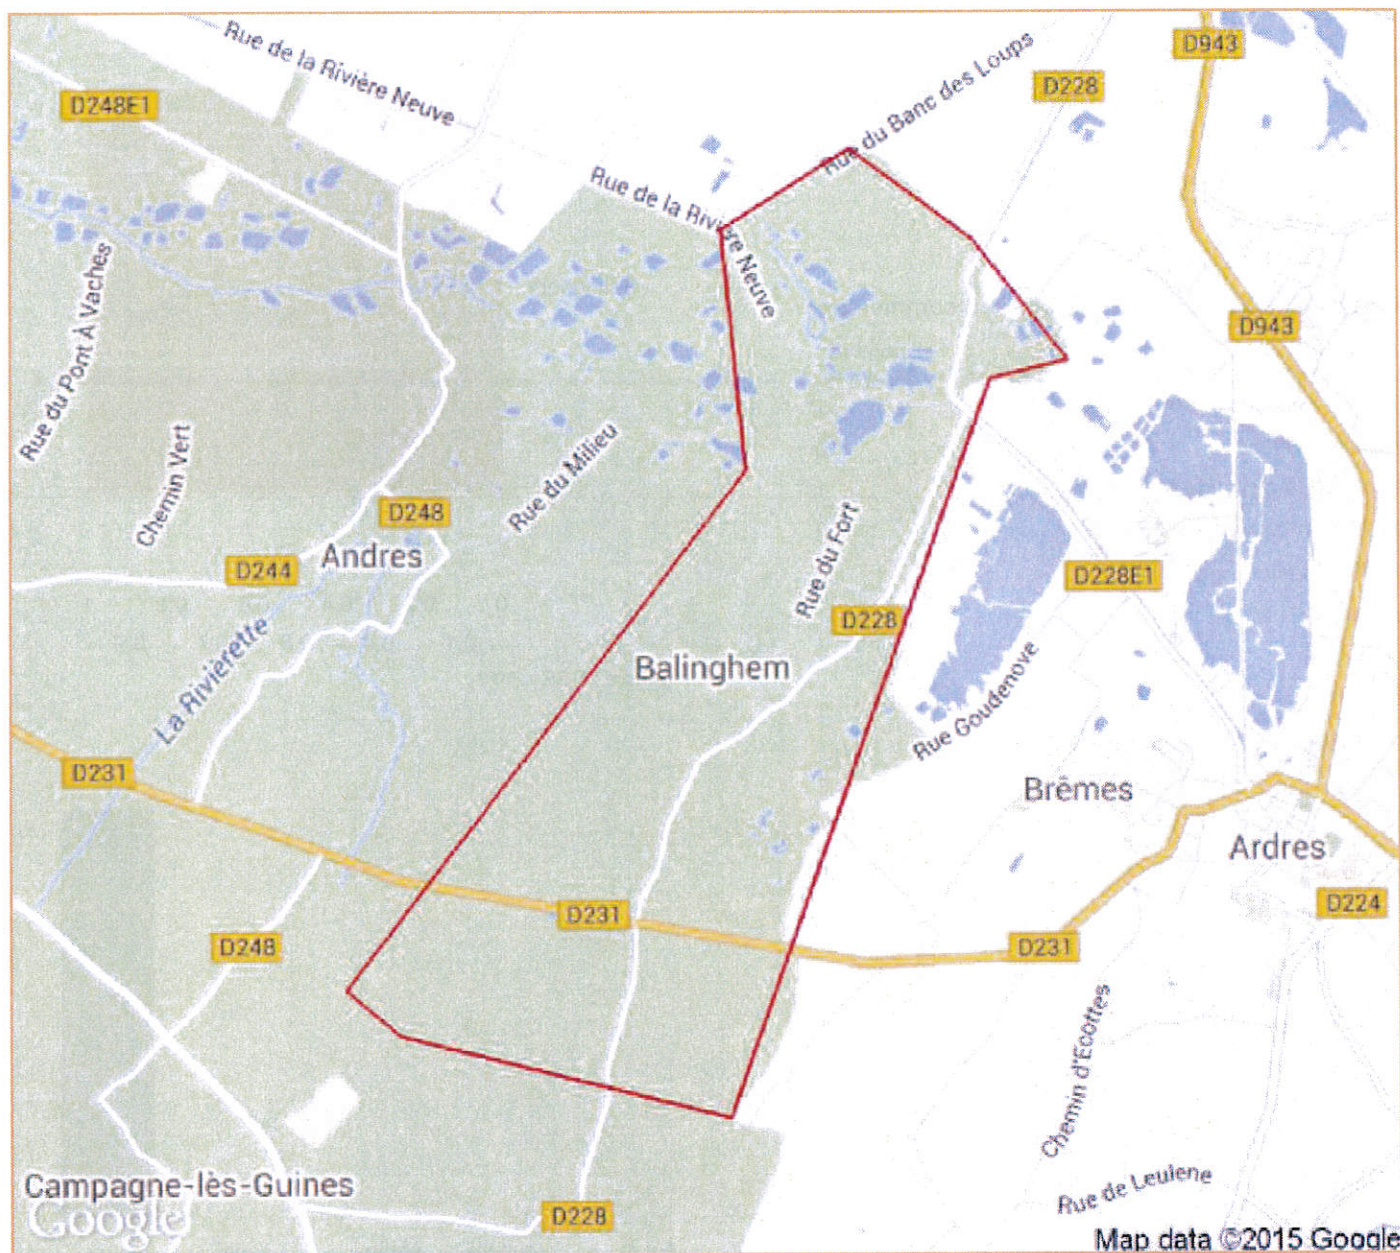 Rue de la Rivière Neuve
D943
Rue du Banc des Loups
D228
D248E1
Rue de la Rivière Neuve
Rue du Pont À Vaches
D943
Chemin Vert
Rue du Milieu
D248
Andres
D244
Rue du Fort
D228E1
D228
La Rivièrette
Balinghem
Rue Goudenove
D231
Brêmes
Ardres
D224
D231
D248
D231
Chemin d'Ecottes
Campagne-lès-Guines
Google
D228
Rue de Leulene
Map data ©2015 Google